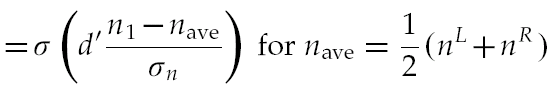 = σ ( d′ (n₁ − n_ave) / σₙ ) for n_ave = 1/2 (n^L + n^R)